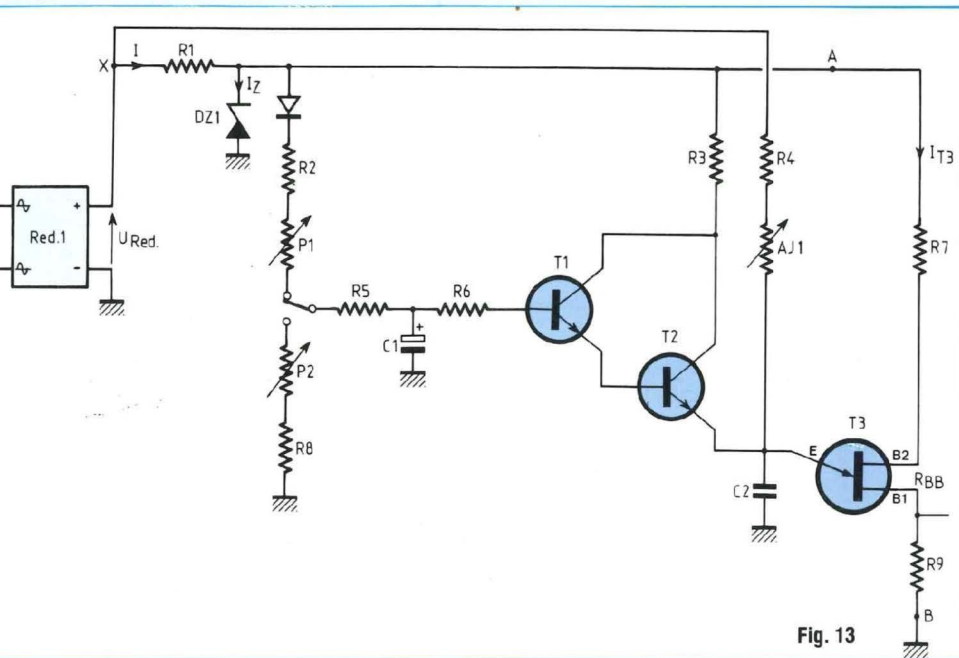 X
I
R1
A
IZ
DZ1
R2
R3
R4
IT3
+
Red.1
URed.
-
P1
AJ1
R7
R5
R6
T1
C1
+
T2
P2
T3
R8
E
B2
RBB
B1
C2
R9
B
Fig. 13